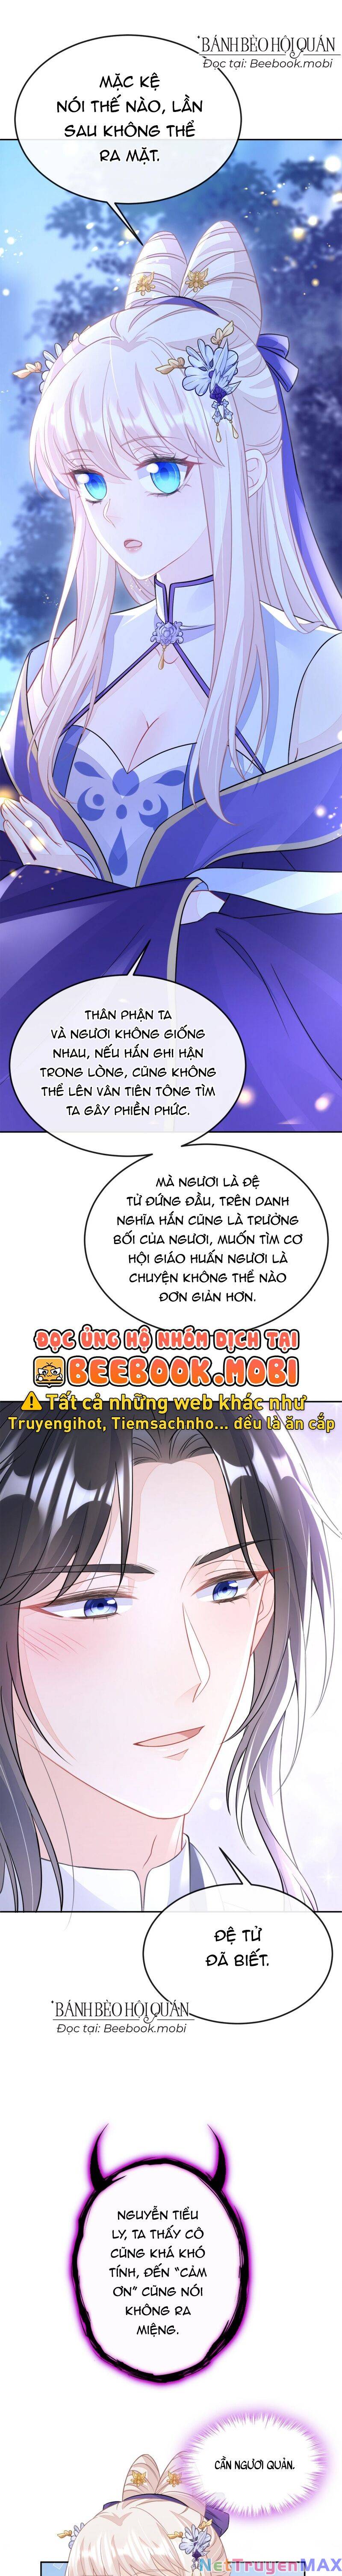 BÁNH BÈO HỘI QUÁN
Đọc tại: Beebook.mobi
MẶC KỆ
NÓI THẾ NÀO, LẦN
SAU KHÔNG THỂ
RA MẶT.
THÂN PHẬN TA
VÀ NGƯƠI KHÔNG GIỐNG
NHAU, NẾU HẮN GHI HẬN
TRONG LÒNG, CŨNG KHÔNG
THỂ LÊN VÂN TIÊN TÔNG TÌM
TA GÂY PHIỀN PHỨC.
MÀ NGƯƠI LÀ ĐỆ
TỬ ĐỨNG ĐẦU, TRÊN DANH
NGHĨA HẮN CŨNG LÀ TRƯỞNG
BỐI CỦA NGƯƠI, MUỐN TÌM CƠ
HỘI GIÁO HUẤN NGƯƠI LÀ
CHUYỆN KHÔNG THỂ NÀO
ĐƠN GIẢN HƠN.
ĐỌC ỦNG HỘ NHÓM DỊCH TẠI
BEEBOOK.MOBI
Tất cả những web khác như
Truyengihot, Tiemsachnho... đều là ăn cắp
ĐỆ TỬ
ĐÃ BIẾT.
BÁNH BÈO HỘI QUÁN
Đọc tại: Beebook.mobi
NGUYỄN TIỂU
LY, TA THẤY CÔ
CŨNG KHÁ KHÓ
TÍNH, ĐẾN “CẢM
ƠN” CŨNG NÓI
KHÔNG RA
MIỆNG.
CẦN NGƯƠI QUẢN.
NetTruyenMAX